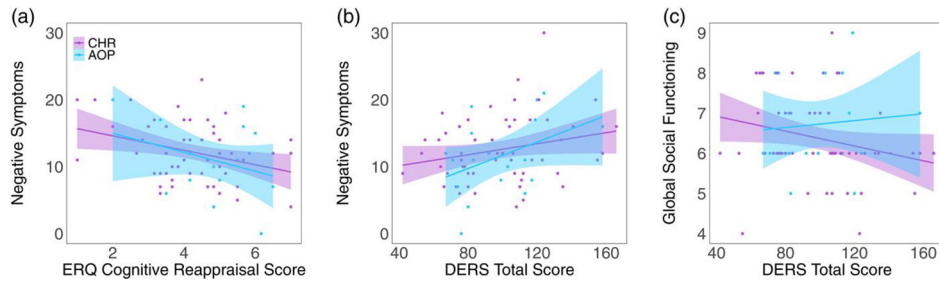 (a)
30
20
10
0
Negative Symptoms
CHR
AOP
2
4
6
ERQ Cognitive Reappraisal Score
(b)
30
20
10
0
Negative Symptoms
40
80
120
160
DERS Total Score
(c)
9
8
7
6
5
4
Global Social Functioning
40
80
120
160
DERS Total Score